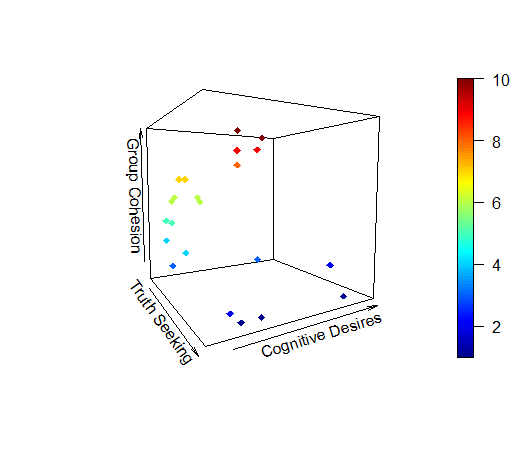 Group Cohesion
Truth Seeking
Cognitive Desires
10
8
6
4
2